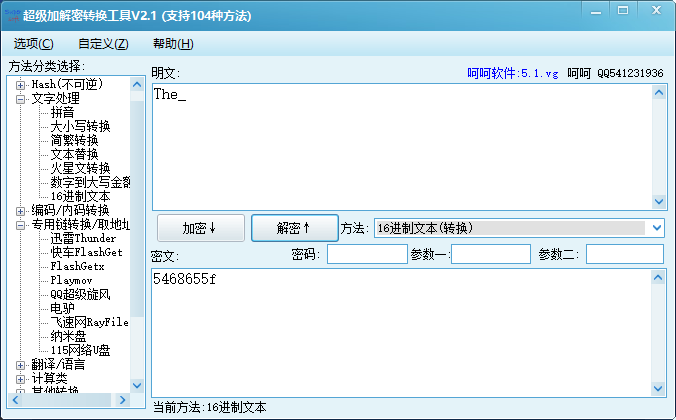 超级加解密转换工具V2.1 (支持104种方法)
选项(C) 自定义(Z) 帮助(H)
方法分类选择:
Hash(不可逆)
文字处理
拼音
大小写转换
简繁转换
文本替换
火星文转换
数字到大写金额
16进制文本
编码/内码转换
专用链转换/取地址
迅雷Thunder
快车FlashGet
FlashGetx
Playmov
QQ超级旋风
电驴
飞速网RayFile
纳米盘
115网络U盘
翻译/语言
计算类
其他转换
明文: 呵呵软件:5.1.vg 呵呵 QQ541231936
The_
加密↓ 解密↑ 方法: 16进制文本(转换)
密文: 密码: 参数一: 参数二:
5468655f
当前方法:16进制文本